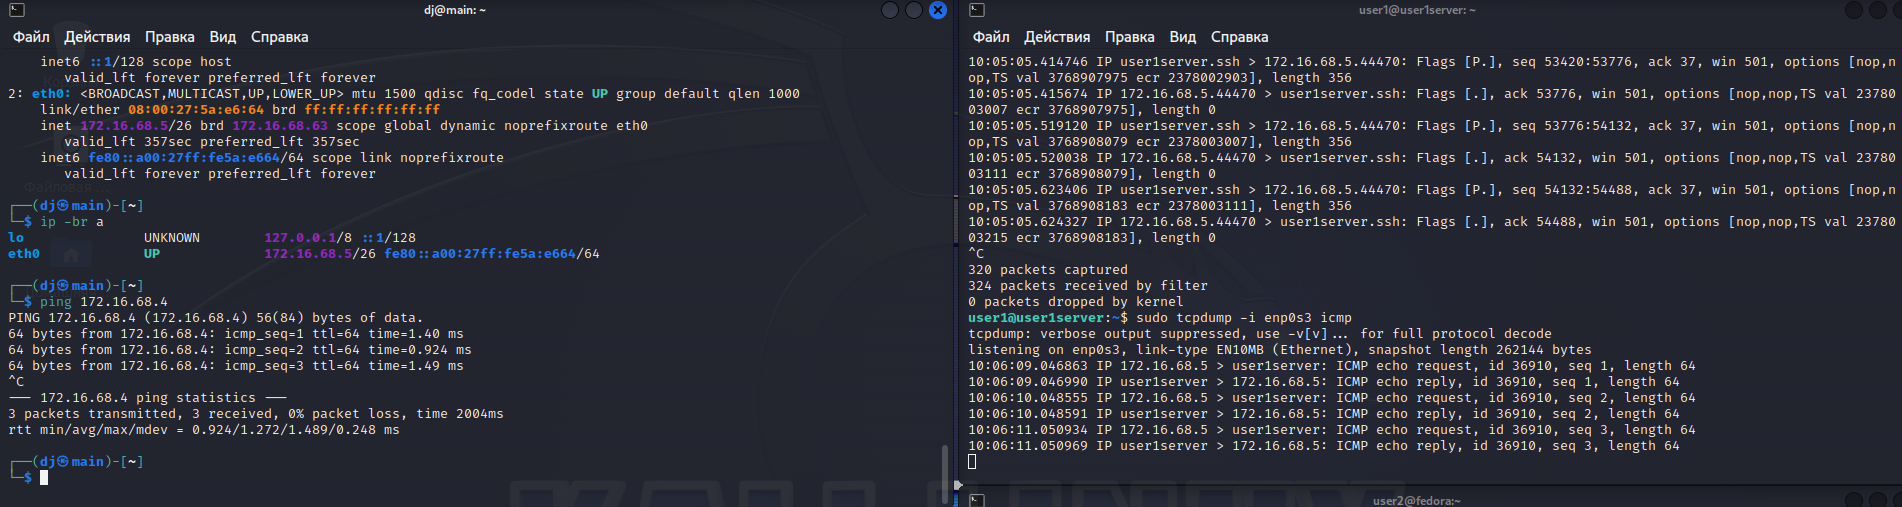 dj@main: ~
Файл Действия Правка Вид Справка
inet6 ::1/128 scope host
valid_lft forever preferred_lft forever
2: eth0: <BROADCAST,MULTICAST,UP,LOWER_UP> mtu 1500 qdisc fq_codel state UP group default qlen 1000
link/ether 08:00:27:5a:e6:64 brd ff:ff:ff:ff:ff:ff
inet 172.16.68.5/26 brd 172.16.68.63 scope global dynamic noprefixroute eth0
valid_lft 357sec preferred_lft 357sec
inet6 fe80::a00:27ff:fe5a:e664/64 scope link noprefixroute
valid_lft forever preferred_lft forever
Файловая ...
┌──(dj㉿main)-[~]
└─$ ip -br a
lo UNKNOWN 127.0.0.1/8 ::1/128
eth0 UP 172.16.68.5/26 fe80::a00:27ff:fe5a:e664/64
┌──(dj㉿main)-[~]
└─$ ping 172.16.68.4
PING 172.16.68.4 (172.16.68.4) 56(84) bytes of data.
64 bytes from 172.16.68.4: icmp_seq=1 ttl=64 time=1.40 ms
64 bytes from 172.16.68.4: icmp_seq=2 ttl=64 time=0.924 ms
64 bytes from 172.16.68.4: icmp_seq=3 ttl=64 time=1.49 ms
^C
--- 172.16.68.4 ping statistics ---
3 packets transmitted, 3 received, 0% packet loss, time 2004ms
rtt min/avg/max/mdev = 0.924/1.272/1.489/0.248 ms
┌──(dj㉿main)-[~]
└─$
user1@user1server: ~
Файл Действия Правка Вид Справка
10:05:05.414746 IP user1server.ssh > 172.16.68.5.44470: Flags [P.], seq 53420:53776, ack 37, win 501, options [nop,n
op,TS val 3768907975 ecr 2378002903], length 356
10:05:05.415674 IP 172.16.68.5.44470 > user1server.ssh: Flags [.], ack 53776, win 501, options [nop,nop,TS val 23780
03007 ecr 3768907975], length 0
10:05:05.519120 IP user1server.ssh > 172.16.68.5.44470: Flags [P.], seq 53776:54132, ack 37, win 501, options [nop,n
op,TS val 3768908079 ecr 2378003007], length 356
10:05:05.520038 IP 172.16.68.5.44470 > user1server.ssh: Flags [.], ack 54132, win 501, options [nop,nop,TS val 23780
03111 ecr 3768908079], length 0
10:05:05.623406 IP user1server.ssh > 172.16.68.5.44470: Flags [P.], seq 54132:54488, ack 37, win 501, options [nop,n
op,TS val 3768908183 ecr 2378003111], length 356
10:05:05.624327 IP 172.16.68.5.44470 > user1server.ssh: Flags [.], ack 54488, win 501, options [nop,nop,TS val 23780
03215 ecr 3768908183], length 0
^C
320 packets captured
324 packets received by filter
0 packets dropped by kernel
user1@user1server:~$ sudo tcpdump -i enp0s3 icmp
tcpdump: verbose output suppressed, use -v[v]... for full protocol decode
listening on enp0s3, link-type EN10MB (Ethernet), snapshot length 262144 bytes
10:06:09.046863 IP 172.16.68.5 > user1server: ICMP echo request, id 36910, seq 1, length 64
10:06:09.046990 IP user1server > 172.16.68.5: ICMP echo reply, id 36910, seq 1, length 64
10:06:10.048555 IP 172.16.68.5 > user1server: ICMP echo request, id 36910, seq 2, length 64
10:06:10.048591 IP user1server > 172.16.68.5: ICMP echo reply, id 36910, seq 2, length 64
10:06:11.050934 IP 172.16.68.5 > user1server: ICMP echo request, id 36910, seq 3, length 64
10:06:11.050969 IP user1server > 172.16.68.5: ICMP echo reply, id 36910, seq 3, length 64
user2@fedora:~